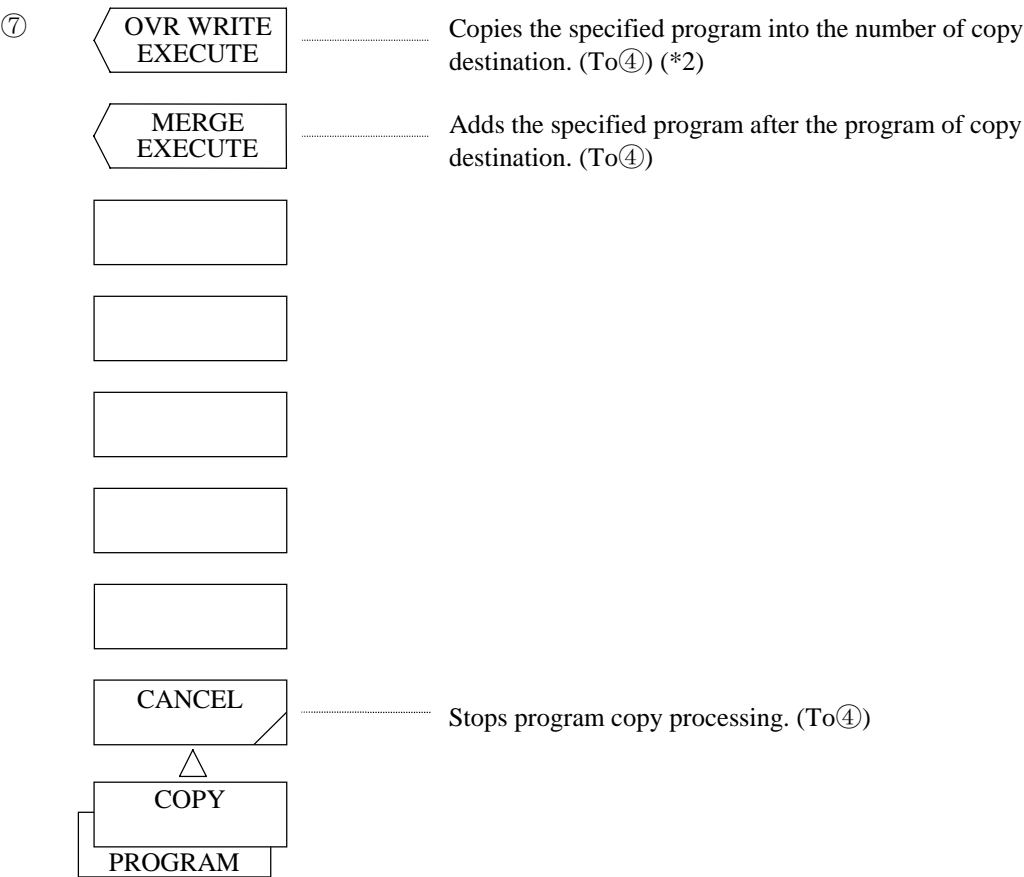 ⑦
OVR WRITE
EXECUTE
Copies the specified program into the number of copy
destination. (To④) (*2)
MERGE
EXECUTE
Adds the specified program after the program of copy
destination. (To④)
CANCEL
Stops program copy processing. (To④)
COPY
PROGRAM